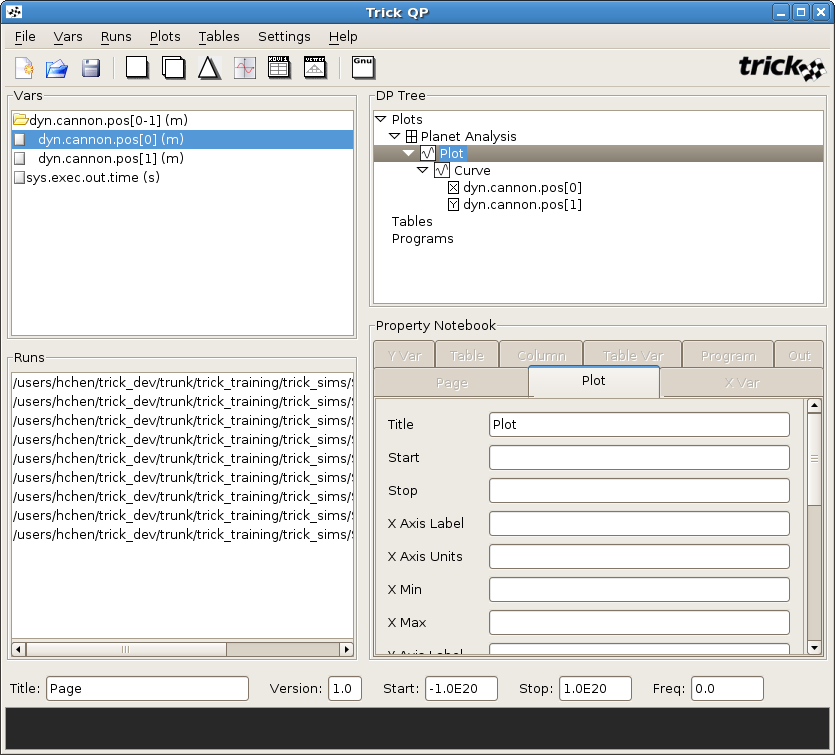 Trick QP
File Vars Runs Plots Tables Settings Help
Gnu
trick
Vars
dyn.cannon.pos[0-1] (m)
dyn.cannon.pos[0] (m)
dyn.cannon.pos[1] (m)
sys.exec.out.time (s)
DP Tree
Plots
Planet Analysis
Plot
Curve
X dyn.cannon.pos[0]
Y dyn.cannon.pos[1]
Tables
Programs
Runs
/users/hchen/trick_dev/trunk/trick_training/trick_sims/
/users/hchen/trick_dev/trunk/trick_training/trick_sims/
/users/hchen/trick_dev/trunk/trick_training/trick_sims/
/users/hchen/trick_dev/trunk/trick_training/trick_sims/
/users/hchen/trick_dev/trunk/trick_training/trick_sims/
/users/hchen/trick_dev/trunk/trick_training/trick_sims/
/users/hchen/trick_dev/trunk/trick_training/trick_sims/
/users/hchen/trick_dev/trunk/trick_training/trick_sims/
/users/hchen/trick_dev/trunk/trick_training/trick_sims/
Property Notebook
Y Var Table Column Table Var Program Out
Page Plot X Var
Title Plot
Start
Stop
X Axis Label
X Axis Units
X Min
X Max
Title: Page Version: 1.0 Start: -1.0E20 Stop: 1.0E20 Freq: 0.0